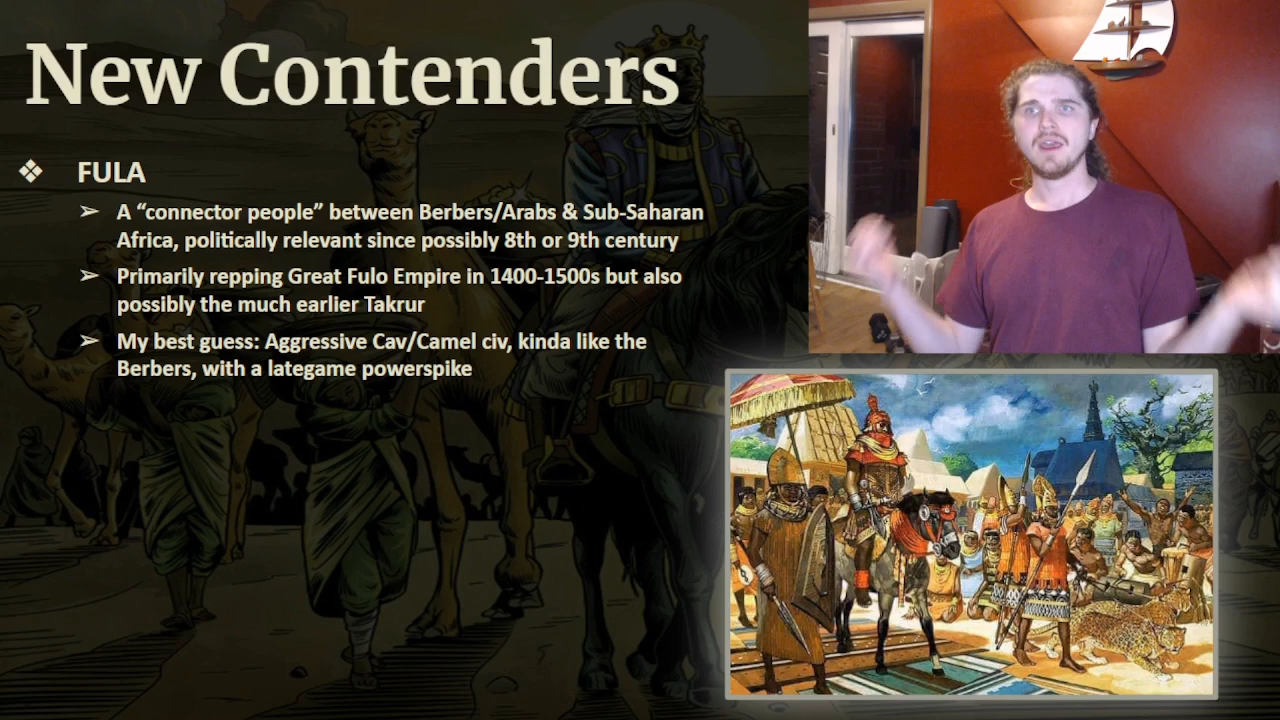 New Contenders
❖ FULA
➢ A “connector people” between Berbers/Arabs & Sub-Saharan
Africa, politically relevant since possibly 8th or 9th century
➢ Primarily repping Great Fulo Empire in 1400-1500s but also
possibly the much earlier Takrur
➢ My best guess: Aggressive Cav/Camel civ, kinda like the
Berbers, with a lategame powerspike